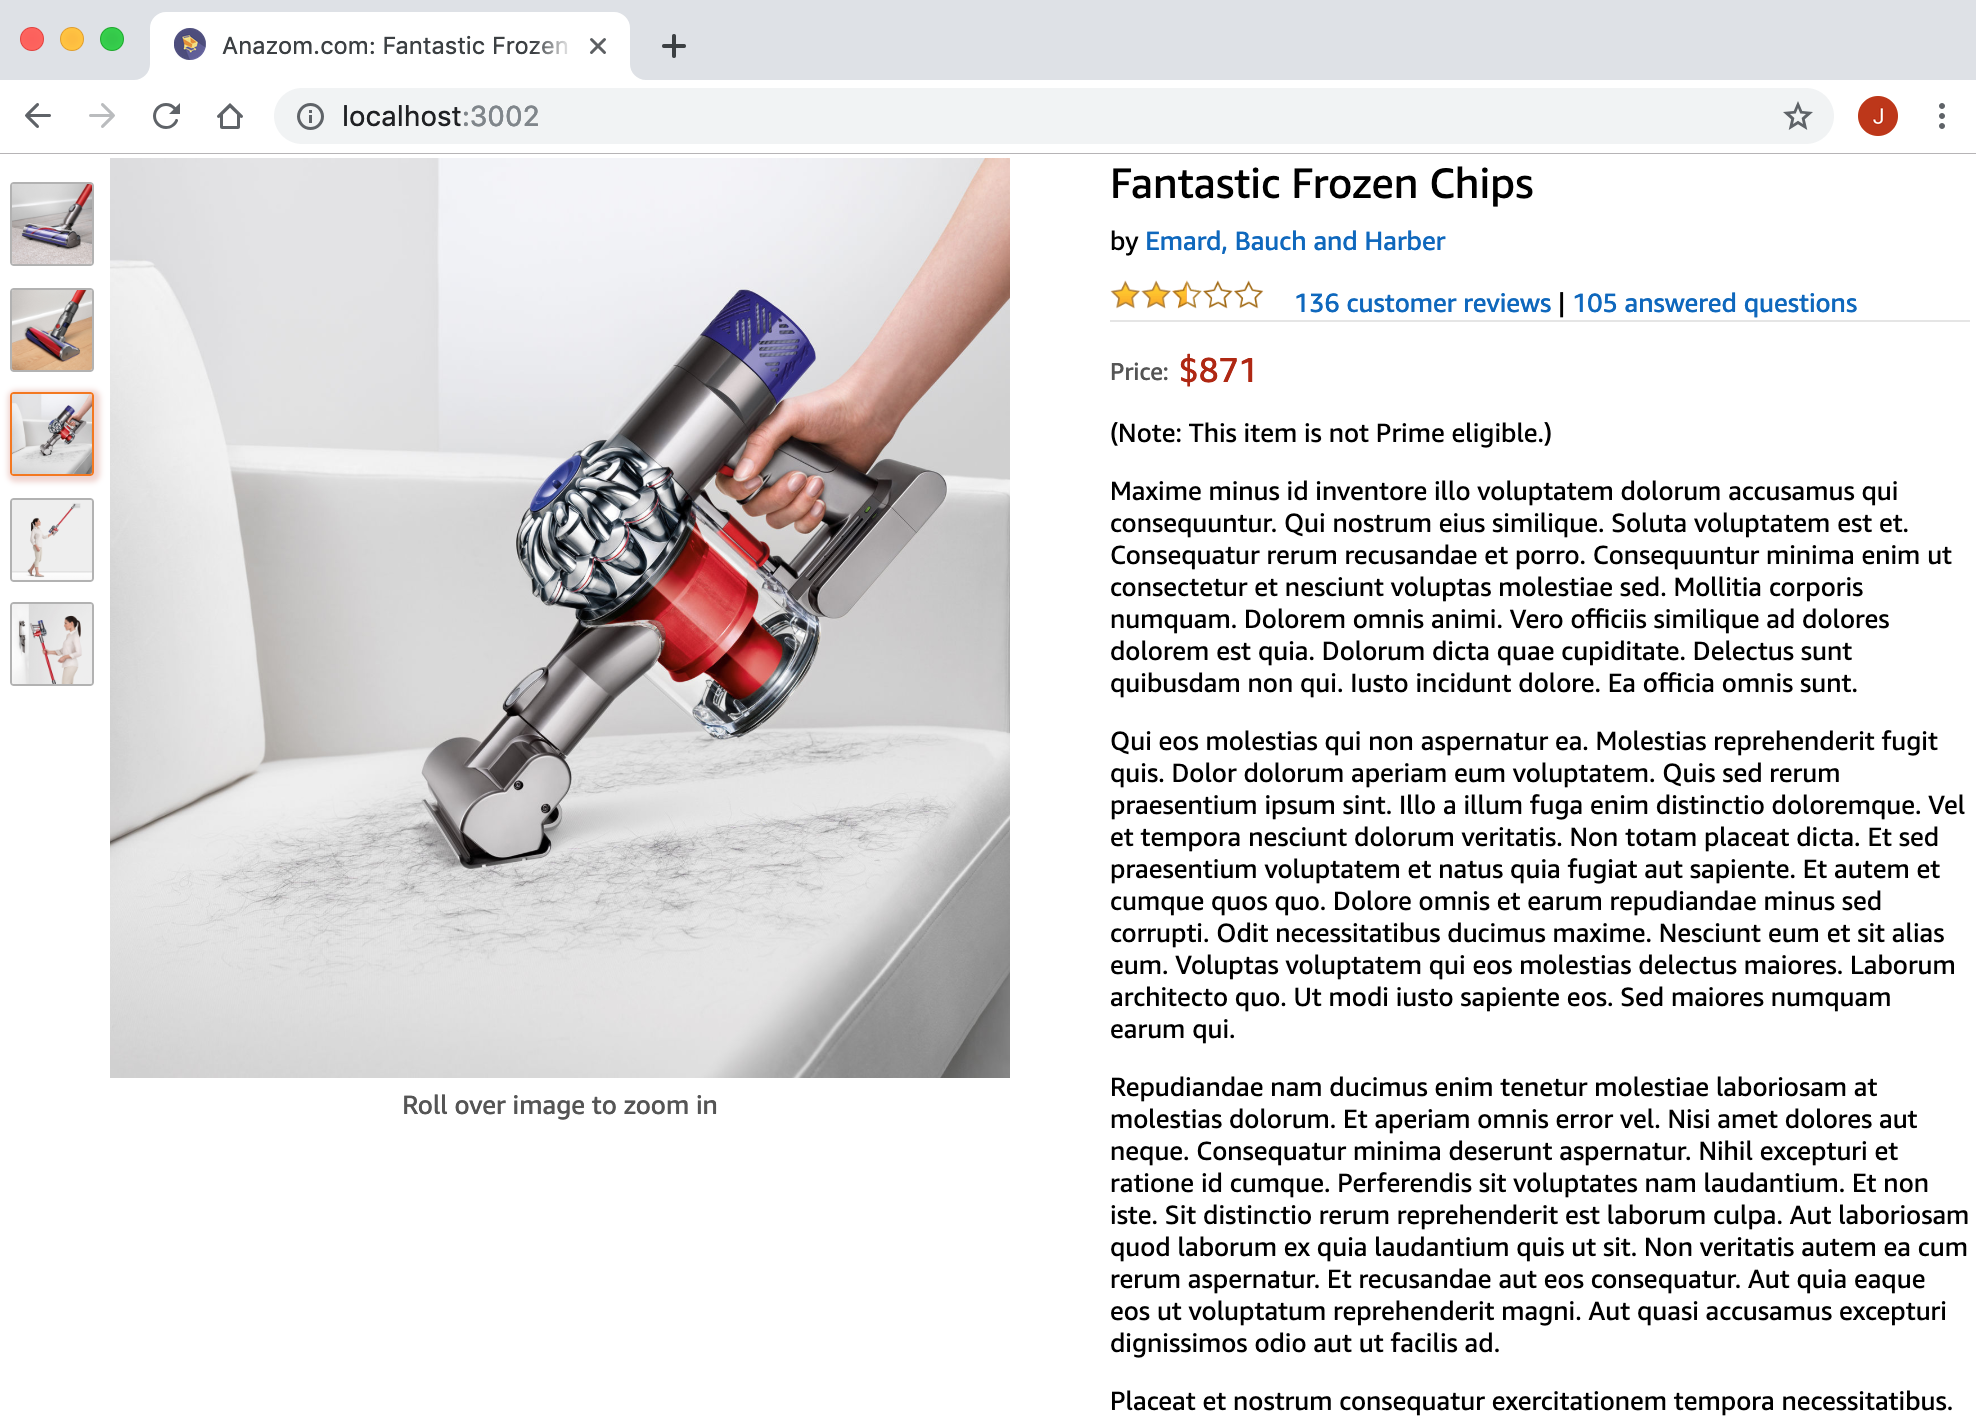 Anazom.com: Fantastic Frozen
localhost:3002
J
Fantastic Frozen Chips
by Emard, Bauch and Harber
136 customer reviews | 105 answered questions
Price: $871
(Note: This item is not Prime eligible.)
Maxime minus id inventore illo voluptatem dolorum accusamus qui
consequuntur. Qui nostrum eius similique. Soluta voluptatem est et.
Consequatur rerum recusandae et porro. Consequuntur minima enim ut
consectetur et nesciunt voluptas molestiae sed. Mollitia corporis
numquam. Dolorem omnis animi. Vero officiis similique ad dolores
dolorem est quia. Dolorum dicta quae cupiditate. Delectus sunt
quibusdam non qui. Iusto incidunt dolore. Ea officia omnis sunt.
Qui eos molestias qui non aspernatur ea. Molestias reprehenderit fugit
quis. Dolor dolorum aperiam eum voluptatem. Quis sed rerum
praesentium ipsum sint. Illo a illum fuga enim distinctio doloremque. Vel
et tempora nesciunt dolorum veritatis. Non totam placeat dicta. Et sed
praesentium voluptatem et natus quia fugiat aut sapiente. Et autem et
cumque quos quo. Dolore omnis et earum repudiandae minus sed
corrupti. Odit necessitatibus ducimus maxime. Nesciunt eum et sit alias
eum. Voluptas voluptatem qui eos molestias delectus maiores. Laborum
architecto quo. Ut modi iusto sapiente eos. Sed maiores numquam
earum qui.
Repudiandae nam ducimus enim tenetur molestiae laboriosam at
molestias dolorum. Et aperiam omnis error vel. Nisi amet dolores aut
neque. Consequatur minima deserunt aspernatur. Nihil excepturi et
ratione id cumque. Perferendis sit voluptates nam laudantium. Et non
iste. Sit distinctio rerum reprehenderit est laborum culpa. Aut laboriosam
quod laborum ex quia laudantium quis ut sit. Non veritatis autem ea cum
rerum aspernatur. Et recusandae aut eos consequatur. Aut quia eaque
eos ut voluptatum reprehenderit magni. Aut quasi accusamus excepturi
dignissimos odio aut ut facilis ad.
Placeat et nostrum consequatur exercitationem tempora necessitatibus.
Roll over image to zoom in